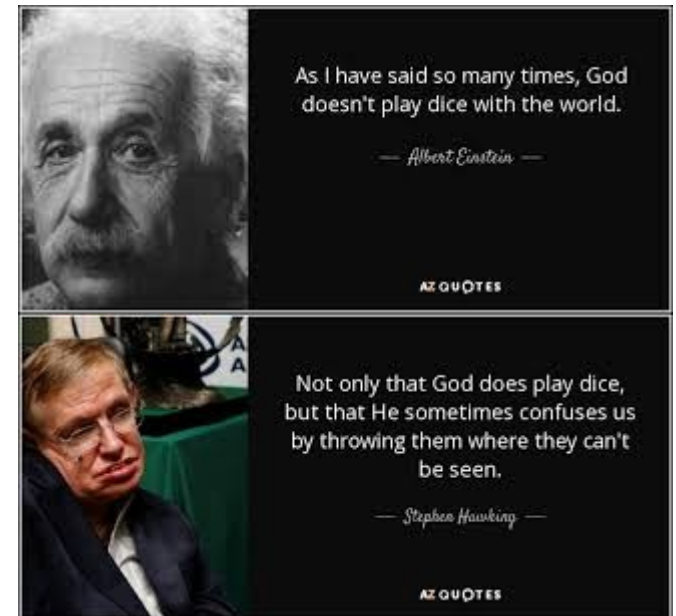 As I have said so many times, God
doesn't play dice with the world.
— Albert Einstein —
AZ QUOTES
A
A
Not only that God does play dice,
but that He sometimes confuses us
by throwing them where they can't
be seen.
— Stephen Hawking —
AZ QUOTES